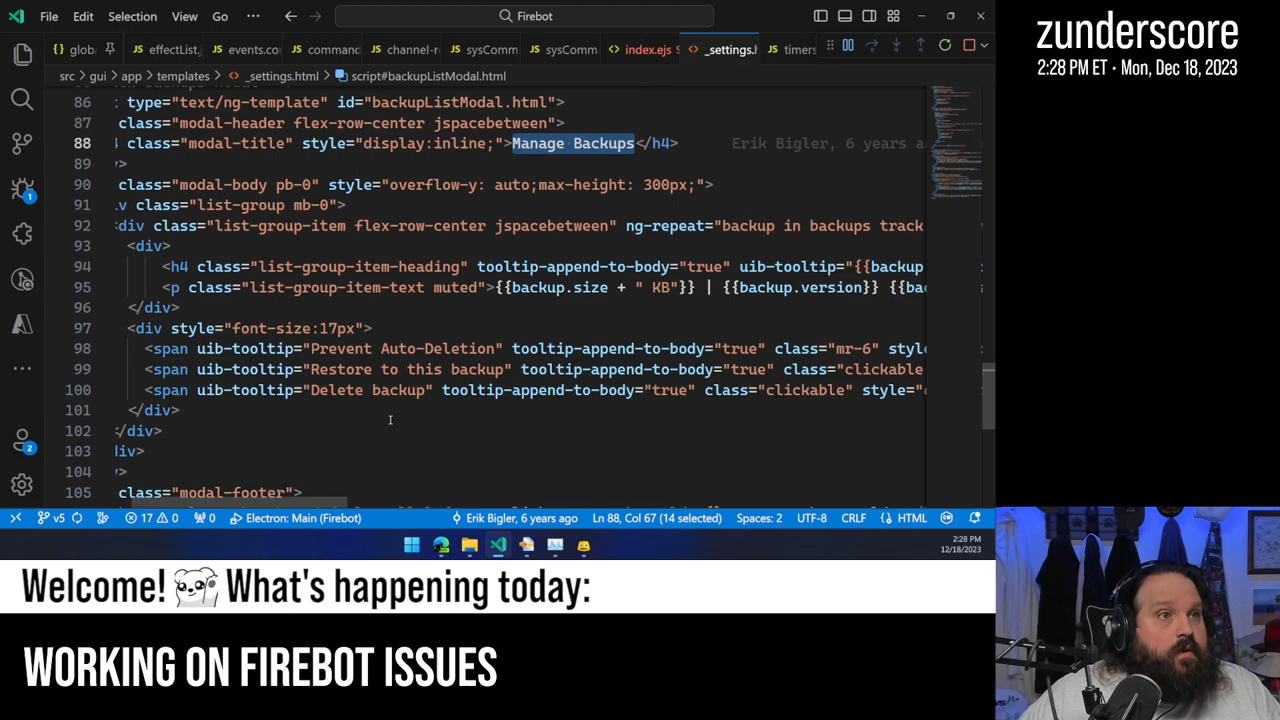 File Edit Selection View Go ··· Firebot
globa effectList. events.co command channel-r sysComm sysComm index.ejs 9 _settings.h timers
src > gui > app > templates > _settings.html > script#backupListModal.html
86 type="text/ng-template" id="backupListModal.html">
87 class="modal-header flex-row-center jspacebetween">
88 class="modal-title" style="display:inline;">Manage Backups</h4> Erik Bigler, 6 years a
89 >
90 class="modal-body pb-0" style="overflow-y: auto;max-height: 300px;">
91 class="list-group mb-0">
92 div class="list-group-item flex-row-center jspacebetween" ng-repeat="backup in backups track
93 <div>
94 <h4 class="list-group-item-heading" tooltip-append-to-body="true" uib-tooltip="{{backup
95 <p class="list-group-item-text muted">{{backup.size + " KB"}} | {{backup.version}} {{ba
96 </div>
97 <div style="font-size:17px">
98 <span uib-tooltip="Prevent Auto-Deletion" tooltip-append-to-body="true" class="mr-6" styl
99 <span uib-tooltip="Restore to this backup" tooltip-append-to-body="true" class="clickable
100 <span uib-tooltip="Delete backup" tooltip-append-to-body="true" class="clickable" style="
101 </div>
102 </div>
103 div>
104 >
105 class="modal-footer">
1
2
v5 17 0 0 Electron: Main (Firebot) Erik Bigler, 6 years ago Ln 88, Col 67 (14 selected) Spaces: 2 UTF-8 CRLF HTML
2:28 PM
12/18/2023
zunderscore
2:28 PM ET · Mon, Dec 18, 2023
Welcome! What's happening today:
WORKING ON FIREBOT ISSUES